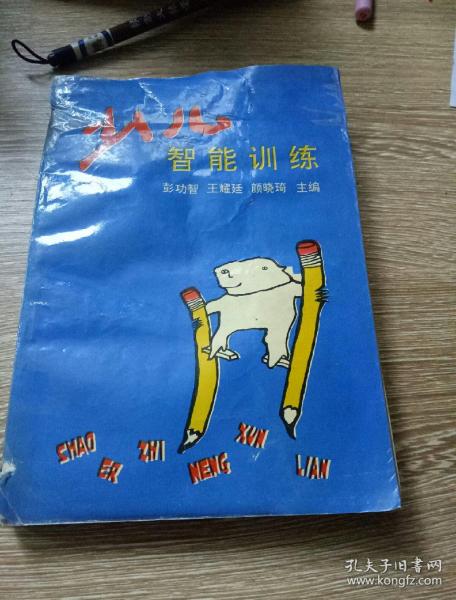 少儿
智能训练
彭功智 王耀廷 颜晓琦 主编
SHAO ER ZHI NENG XUN LIAN
孔夫子旧书网
www.kongfz.com